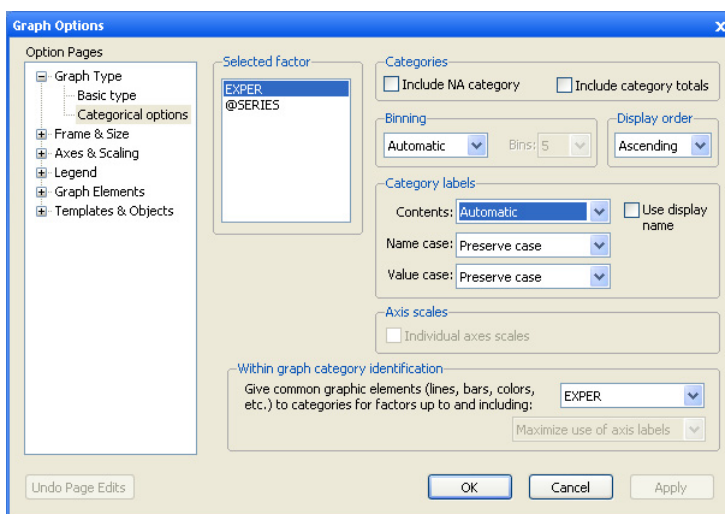 Graph Options
Option Pages
Graph Type
Basic type
Categorical options
Frame & Size
Axes & Scaling
Legend
Graph Elements
Templates & Objects
Selected factor
EXPER
@SERIES
Categories
Include NA category
Include category totals
Binning
Automatic
Bins: 5
Display order
Ascending
Category labels
Contents: Automatic
Use display
name
Name case: Preserve case
Value case: Preserve case
Axis scales
Individual axes scales
Within graph category identification
Give common graphic elements (lines, bars, colors,
etc.) to categories for factors up to and including:
EXPER
Maximize use of axis labels
Undo Page Edits
OK
Cancel
Apply